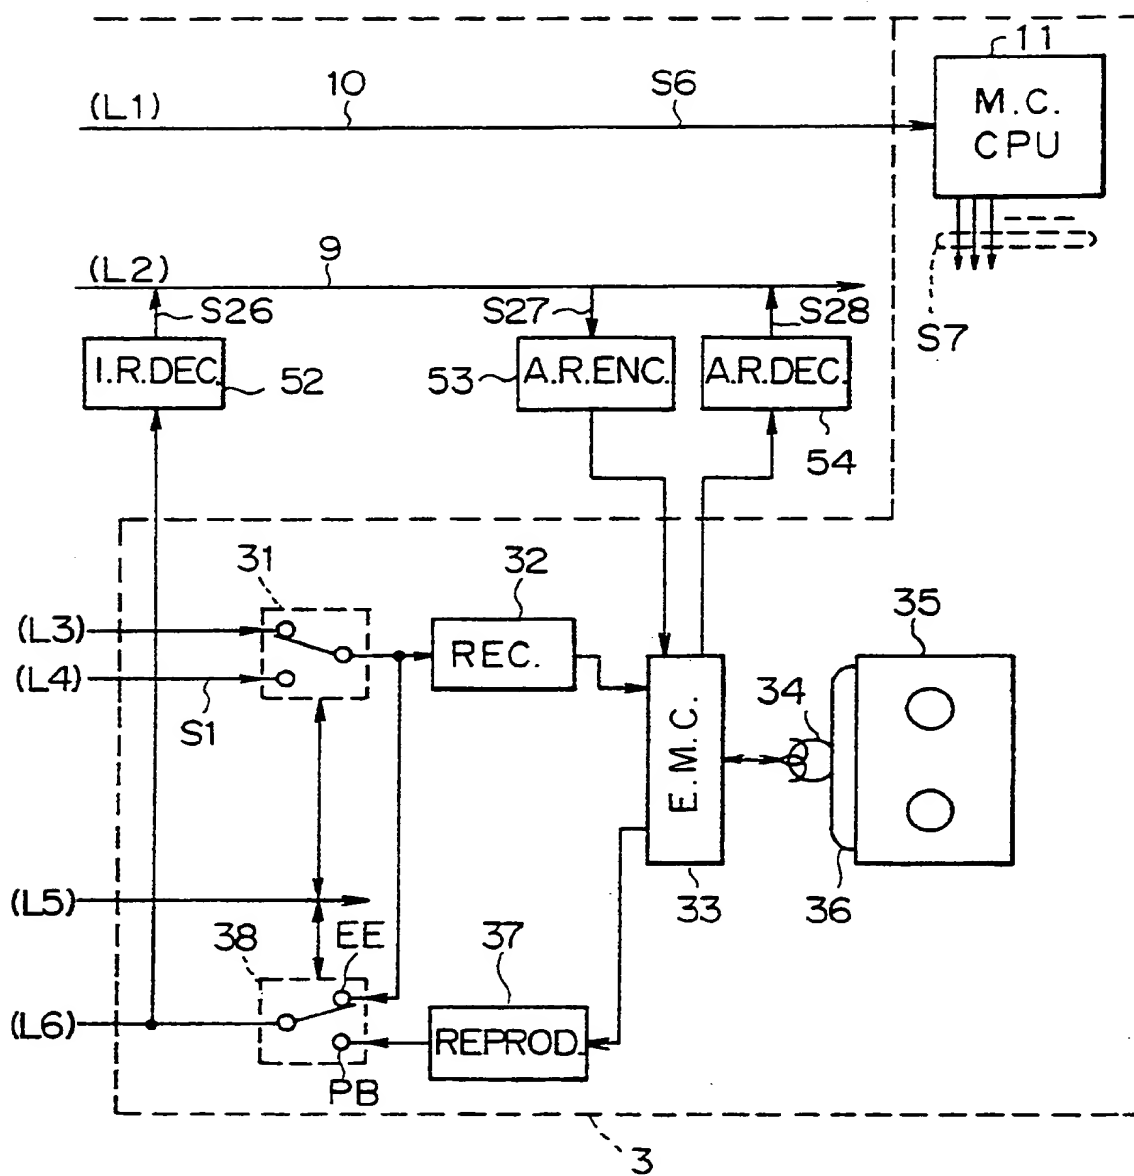 11
M.C.
CPU
(L1)
10
S6
S7
(L2)
9
S26
S27
S28
I.R.DEC.
52
53
A.R.ENC.
A.R.DEC.
54
31
32
35
(L3)
REC.
(L4)
S1
34
E.M.C.
(L5)
33
36
38
EE
37
(L6)
REPROD.
PB
3